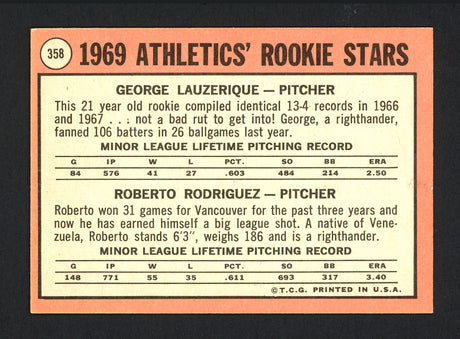 358 1969 ATHLETICS' ROOKIE STARS
GEORGE LAUZERIQUE — PITCHER
This 21 year old rookie compiled identical 13-4 records in 1966
and 1967 . . . not a bad rut to get into! George, a righthander,
fanned 106 batters in 26 ballgames last year.
MINOR LEAGUE LIFETIME PITCHING RECORD
G IP W L PCT. SO BB ERA
84 576 41 27 .603 484 214 2.50
ROBERTO RODRIGUEZ — PITCHER
Roberto won 31 games for Vancouver for the past three years and
now he has earned himself a big league shot. A native of Vene-
zuela, Roberto stands 6'3", weighs 186 and is a righthander.
MINOR LEAGUE LIFETIME PITCHING RECORD
G IP W L PCT. SO BB ERA
148 771 55 35 .611 693 317 3.40
©T.C.G. PRINTED IN U.S.A.